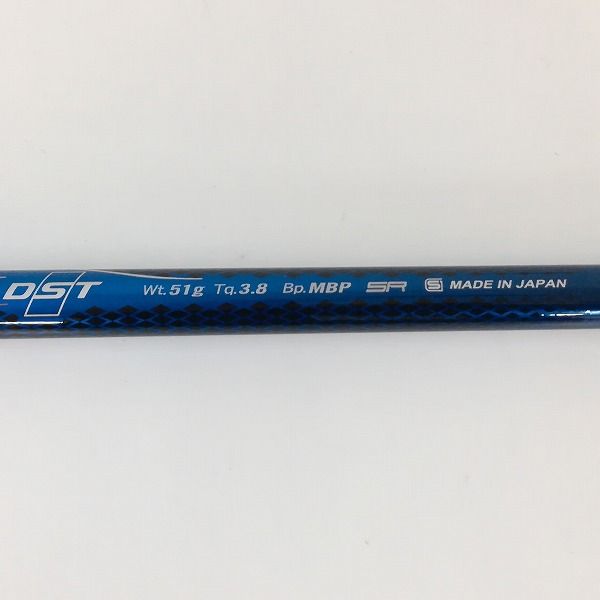 DST Wt.51g Tq.3.8 Bp.MBP SR S MADE IN JAPAN